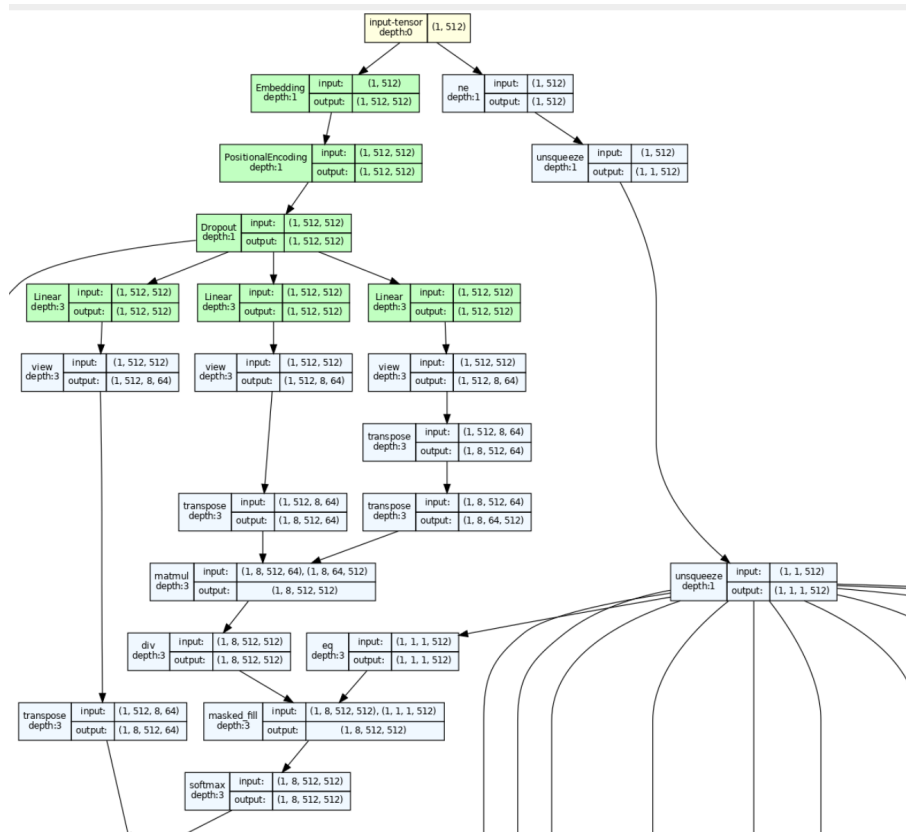 input-tensor
depth:0
(1, 512)
Embedding
depth:1
input:
(1, 512)
output:
(1, 512, 512)
ne
depth:1
input:
(1, 512)
output:
(1, 512)
PositionalEncoding
depth:1
input:
(1, 512, 512)
output:
(1, 512, 512)
unsqueeze
depth:1
input:
(1, 512)
output:
(1, 1, 512)
Dropout
depth:1
input:
(1, 512, 512)
output:
(1, 512, 512)
Linear
depth:3
input:
(1, 512, 512)
output:
(1, 512, 512)
Linear
depth:3
input:
(1, 512, 512)
output:
(1, 512, 512)
Linear
depth:3
input:
(1, 512, 512)
output:
(1, 512, 512)
view
depth:3
input:
(1, 512, 512)
output:
(1, 512, 8, 64)
view
depth:3
input:
(1, 512, 512)
output:
(1, 512, 8, 64)
view
depth:3
input:
(1, 512, 512)
output:
(1, 512, 8, 64)
transpose
depth:3
input:
(1, 512, 8, 64)
output:
(1, 8, 512, 64)
transpose
depth:3
input:
(1, 512, 8, 64)
output:
(1, 8, 512, 64)
transpose
depth:3
input:
(1, 8, 512, 64)
output:
(1, 8, 64, 512)
matmul
depth:3
input:
(1, 8, 512, 64), (1, 8, 64, 512)
output:
(1, 8, 512, 512)
unsqueeze
depth:1
input:
(1, 1, 512)
output:
(1, 1, 1, 512)
div
depth:3
input:
(1, 8, 512, 512)
output:
(1, 8, 512, 512)
eq
depth:3
input:
(1, 1, 1, 512)
output:
(1, 1, 1, 512)
transpose
depth:3
input:
(1, 512, 8, 64)
output:
(1, 8, 512, 64)
masked_fill
depth:3
input:
(1, 8, 512, 512), (1, 1, 1, 512)
output:
(1, 8, 512, 512)
softmax
depth:3
input:
(1, 8, 512, 512)
output:
(1, 8, 512, 512)